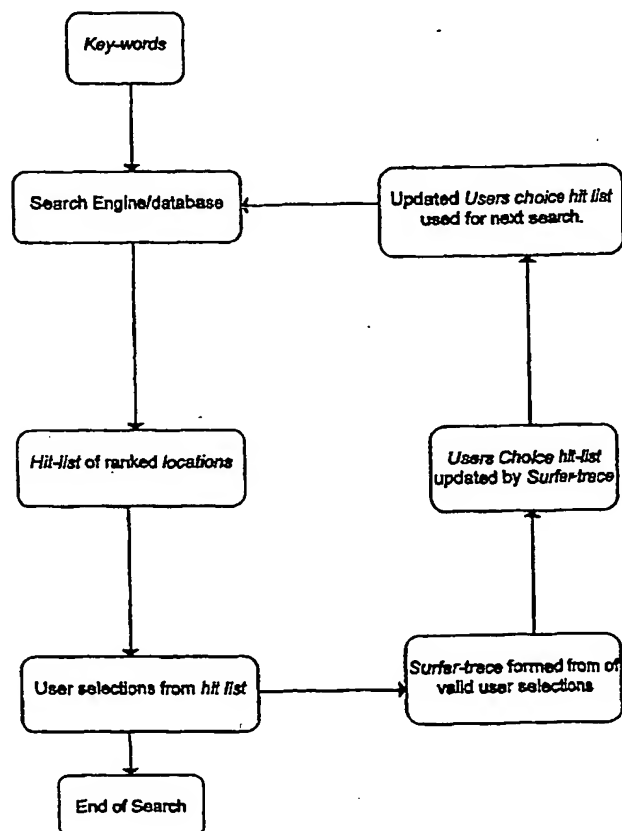 Key-words
Search Engine/database
Updated Users choice hit list
used for next search.
Hit-list of ranked locations
Users Choice hit-list
updated by Surfer-trace
User selections from hit list
Surfer-trace formed from of
valid user selections
End of Search